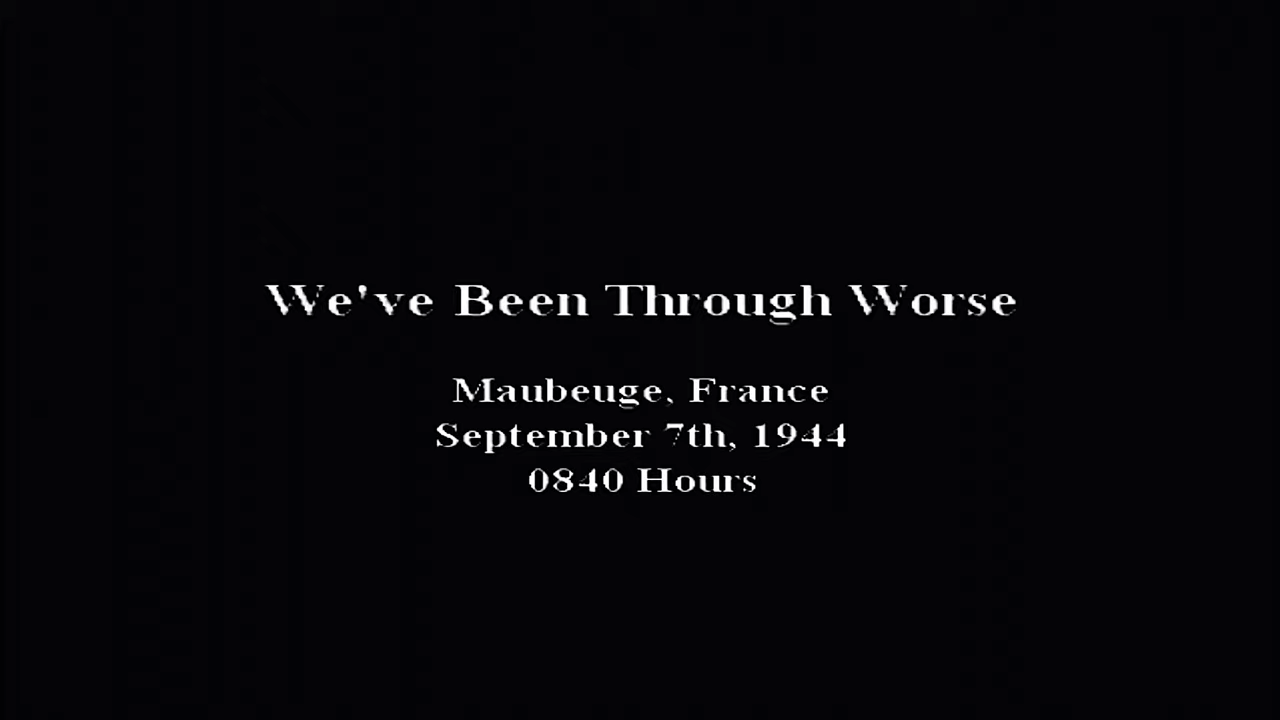 We've Been Through Worse
Maubeuge, France
September 7th, 1944
0840 Hours